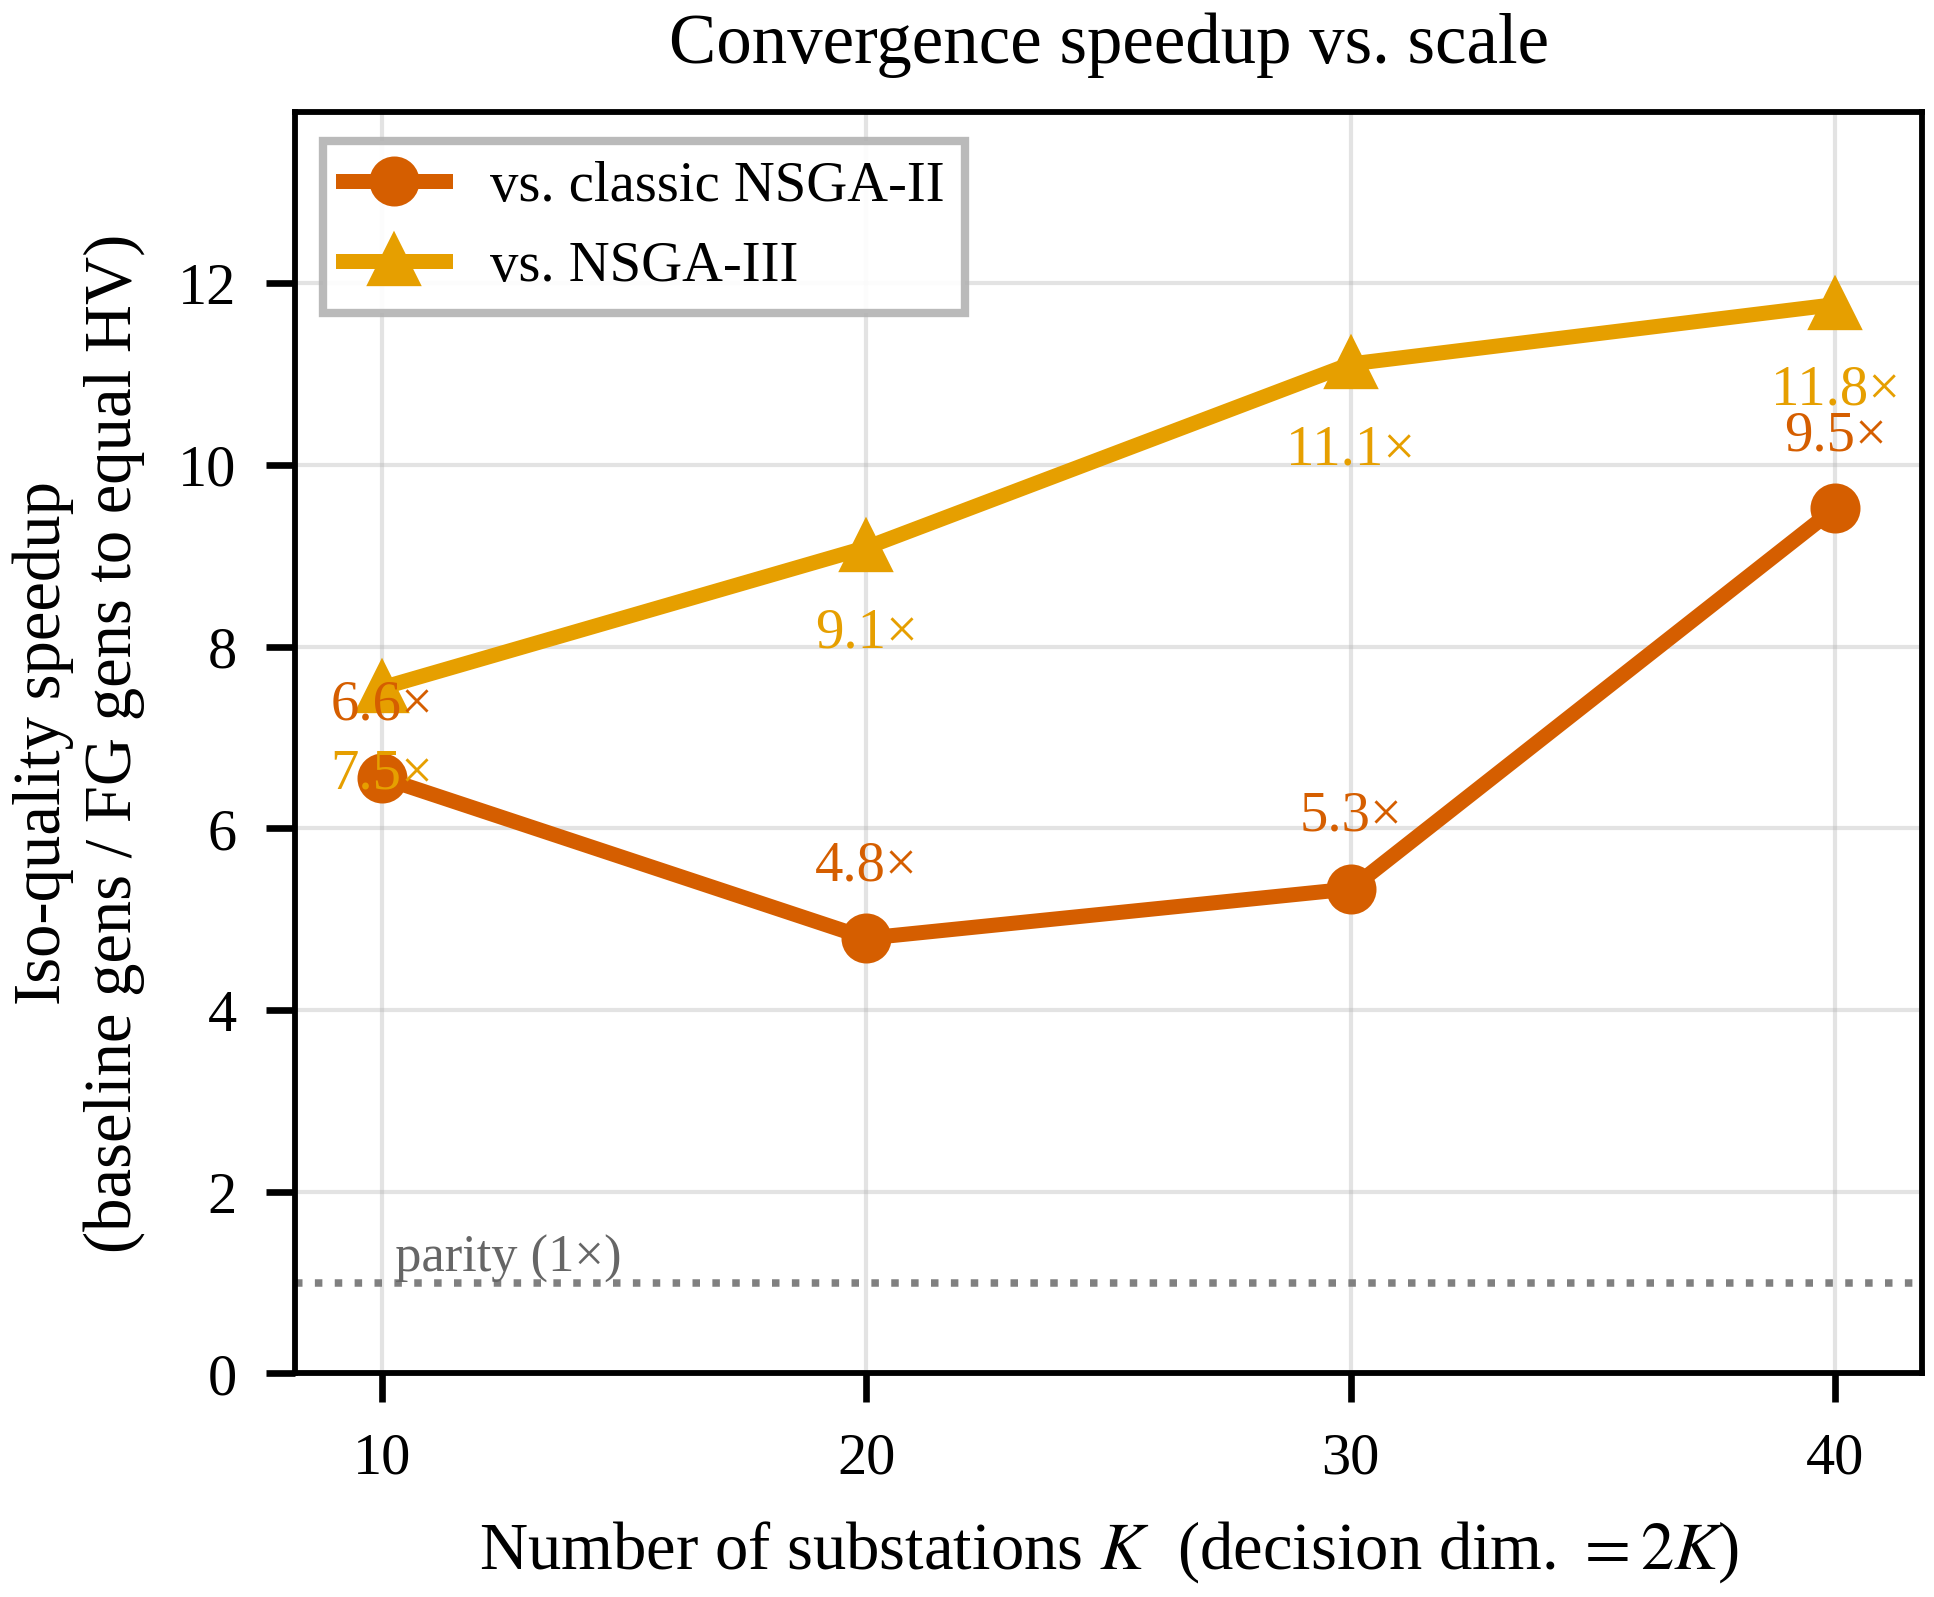 Convergence speedup vs. scale
vs. classic NSGA-II
vs. NSGA-III
Iso-quality speedup
(baseline gens / FG gens to equal HV)
12
10
8
6
4
2
0
11.8×
9.5×
11.1×
9.1×
6.6×
7.5×
5.3×
4.8×
parity (1×)
10 20 30 40
Number of substations K (decision dim. =2K)